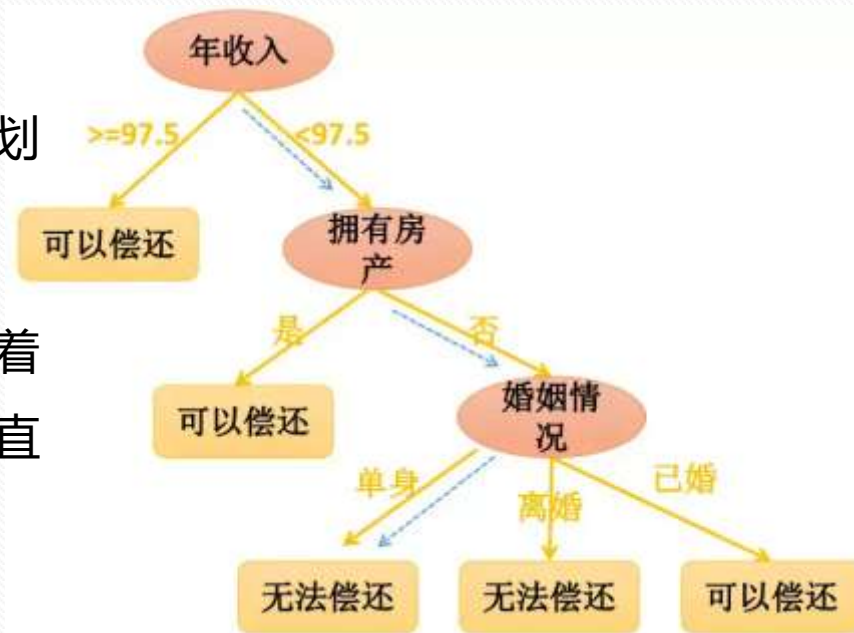 年收入
划
>=97.5
<97.5
可以偿还
拥有房
产
是
否
着
可以偿还
婚姻情
况
直
单身
离婚
已婚
无法偿还
无法偿还
可以偿还